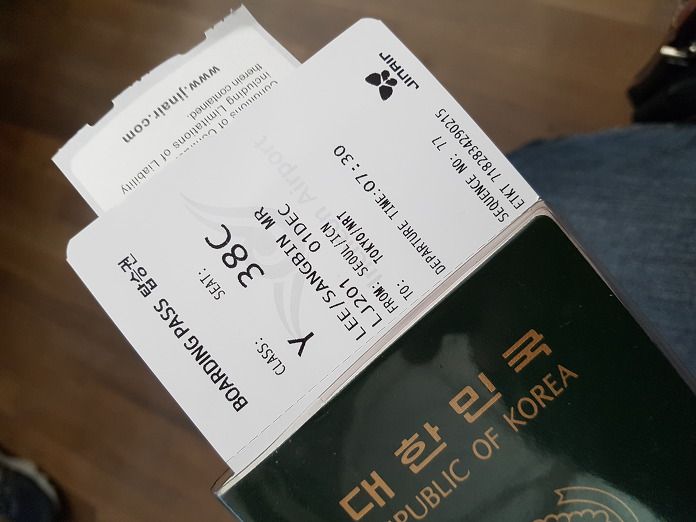 Conditions of Contract
Including Limitations of Liability
therein contained.
www.jinair.com
JINAIR
BOARDING PASS 탑승권
CLASS: Y
SEAT: 38C
LEE/SANGBIN MR
LJ201 01DEC
FROM: SEOUL/ICN
TO: TOKYO/NRT
DEPARTURE TIME:07:30
SEQUENCE NO: 77
ETKT 7182834290215
Airport
대한민국
REPUBLIC OF KOREA